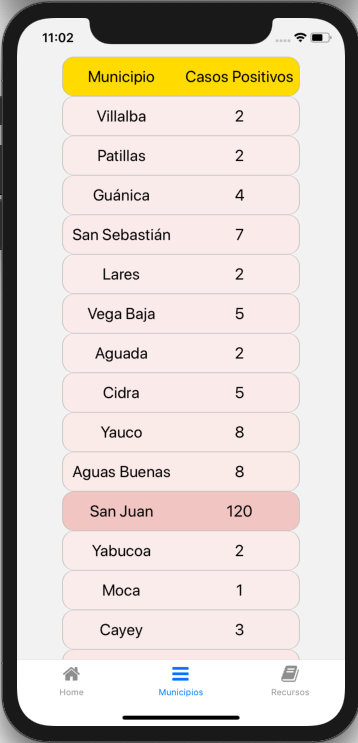 11:02
Municipio Casos Positivos
Villalba 2
Patillas 2
Guánica 4
San Sebastián 7
Lares 2
Vega Baja 5
Aguada 2
Cidra 5
Yauco 8
Aguas Buenas 8
San Juan 120
Yabucoa 2
Moca 1
Cayey 3
Home Municipios Recursos